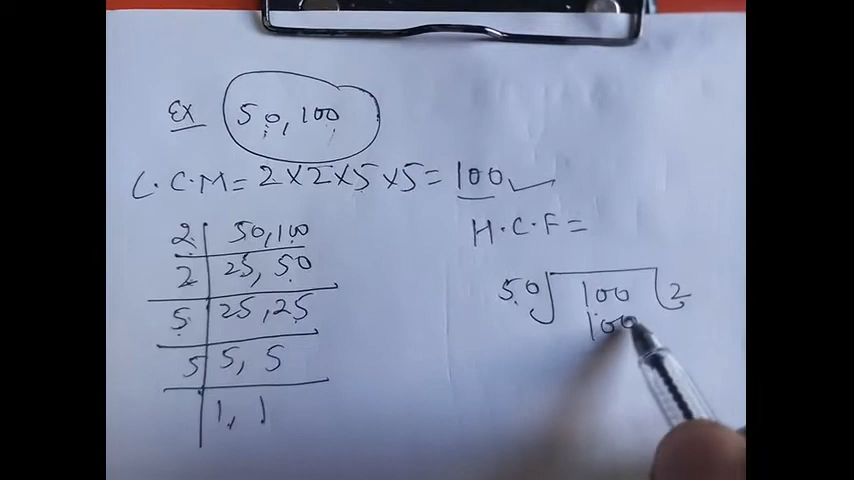 Ex 50,100
L.C.M = 2×2×5×5 = 100
2 | 50,100
2 | 25, 50
5 | 25,25
5 | 5, 5
| 1, 1
H.C.F =
50) 100 (2
100